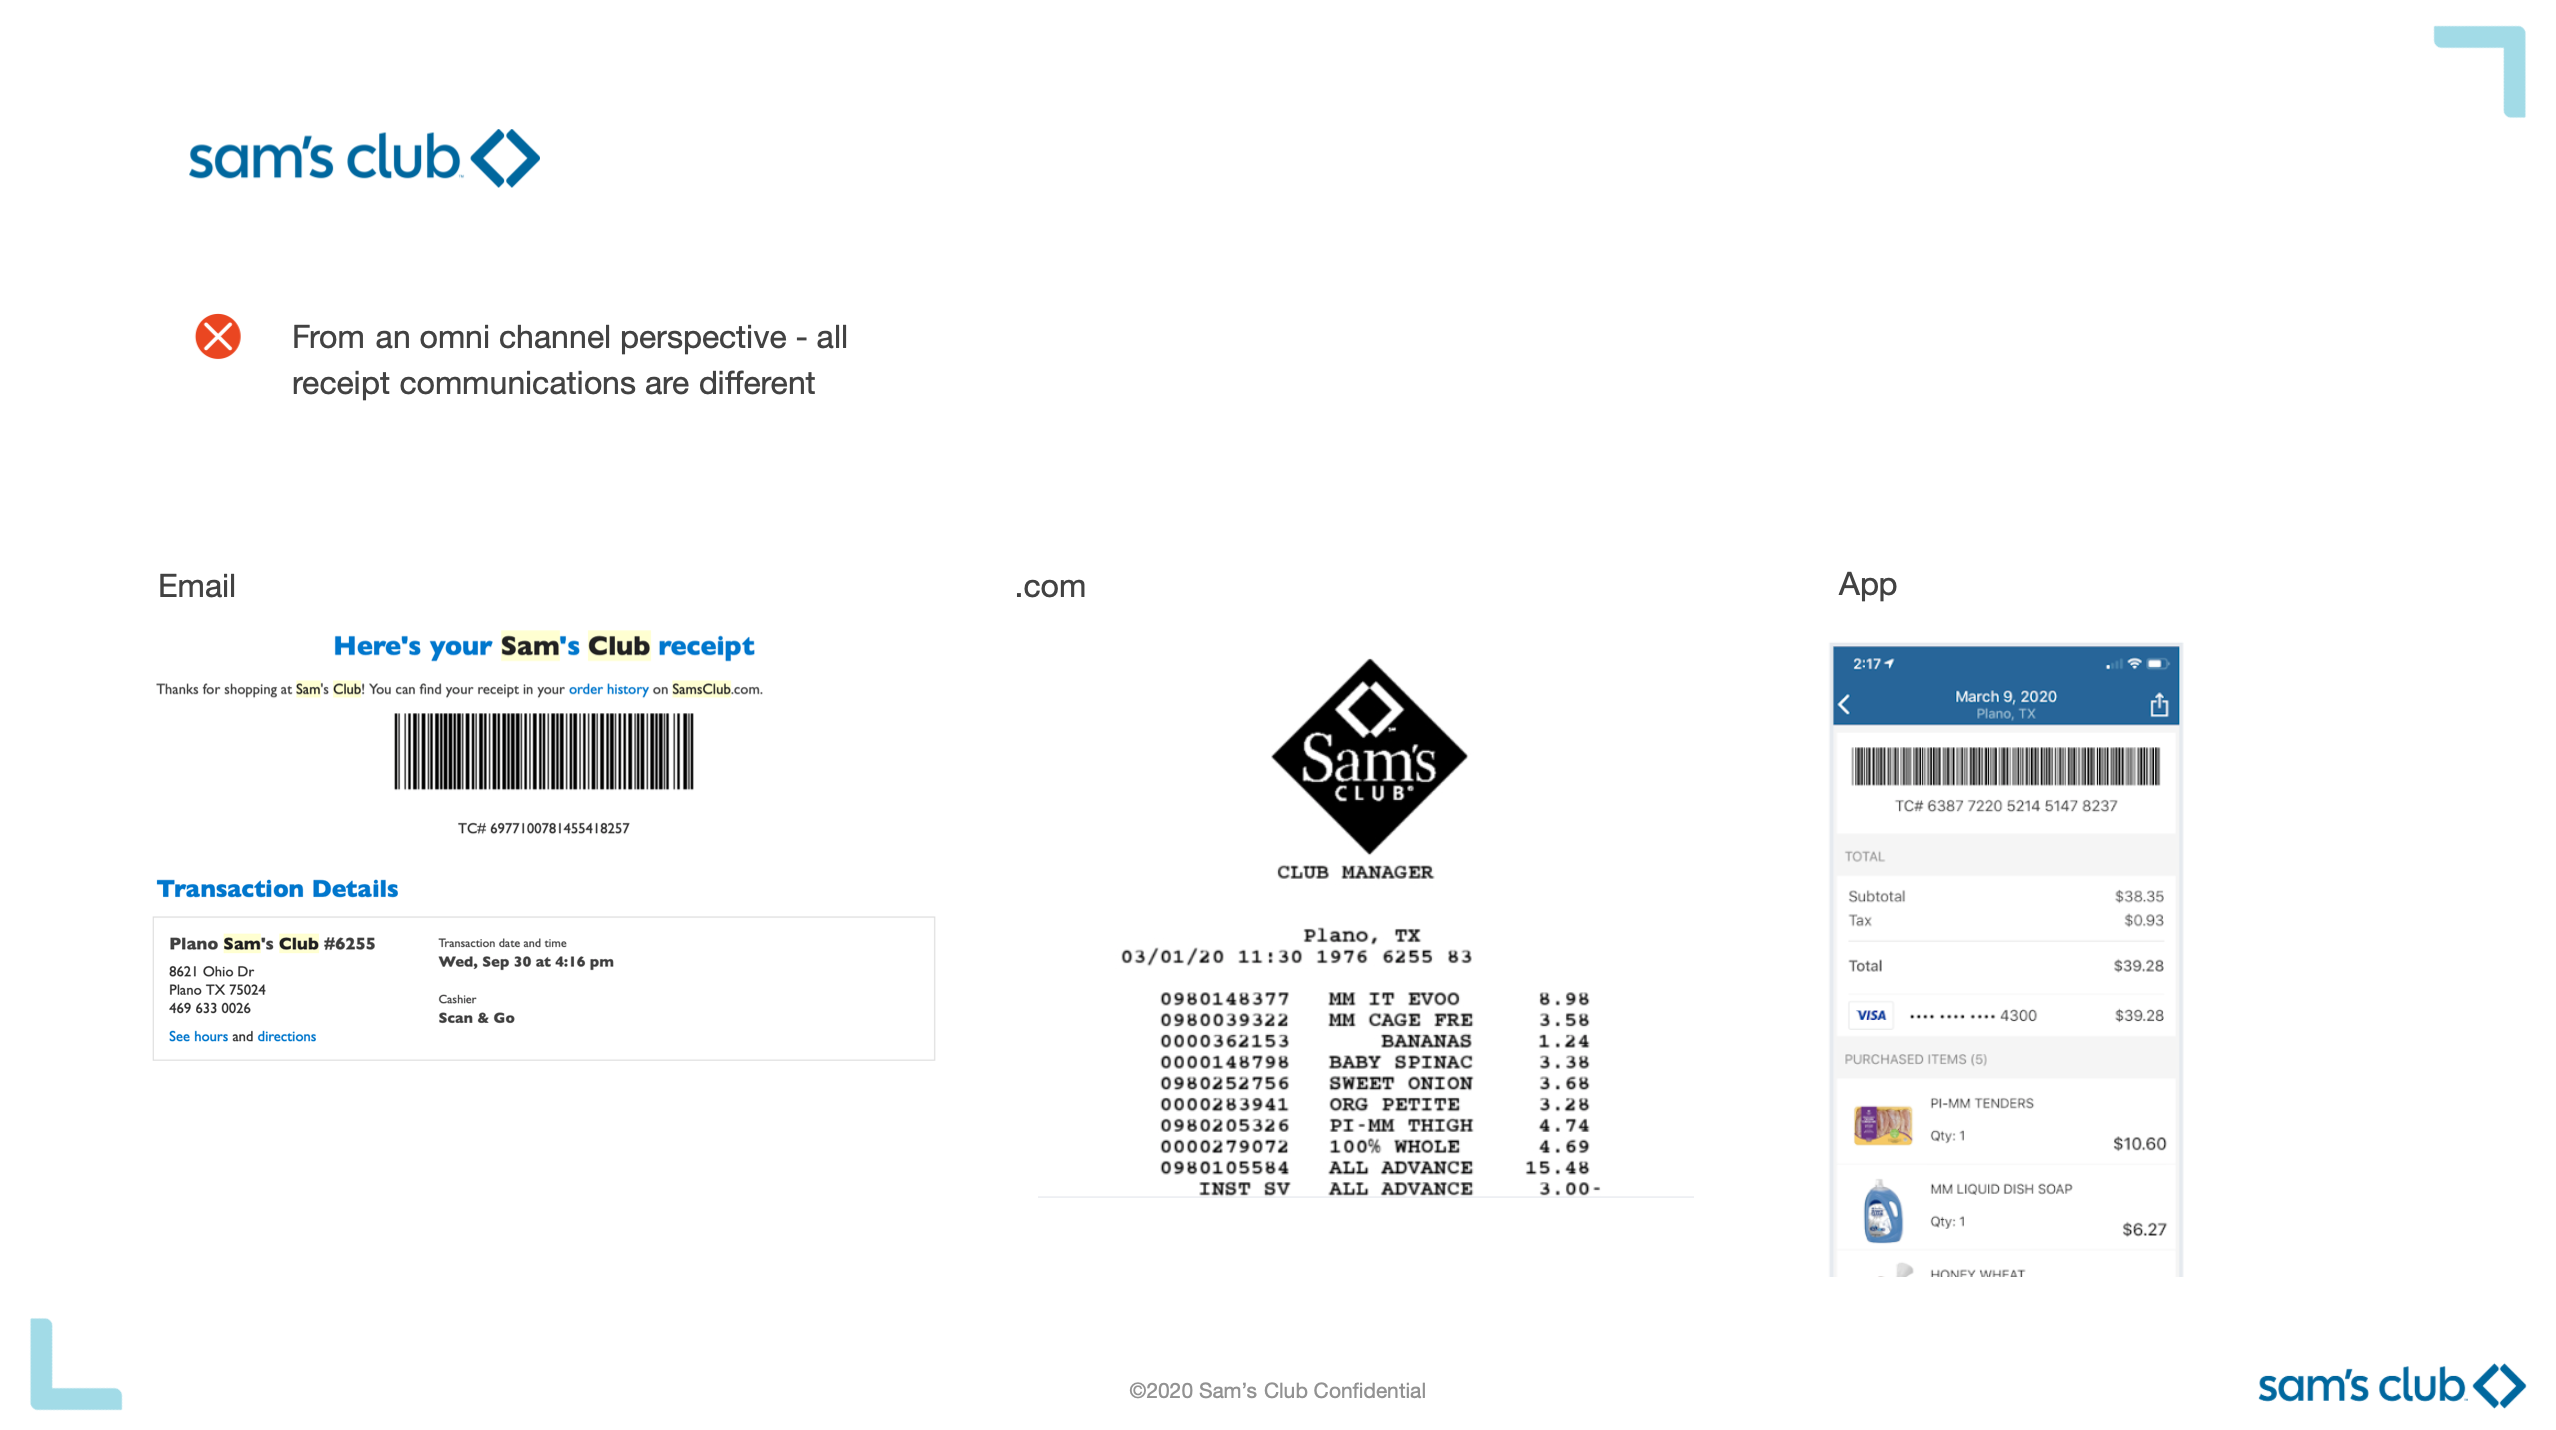 sam's club
From an omni channel perspective - all
receipt communications are different
Email
Here's your Sam's Club receipt
Thanks for shopping at Sam's Club! You can find your receipt in your order history on SamsClub.com.
TC# 6977100781455418257
Transaction Details
Plano Sam's Club #6255
8621 Ohio Dr
Plano TX 75024
469 633 0026
See hours and directions
Transaction date and time
Wed, Sep 30 at 4:16 pm
Cashier
Scan & Go
.com
Sam's
CLUB
CLUB MANAGER
Plano, TX
03/01/20 11:30 1976 6255 83
0980148377 MM IT EVOO 8.98
0980039322 MM CAGE FRE 3.58
0000362153 BANANAS 1.24
0000148798 BABY SPINAC 3.38
0980252756 SWEET ONION 3.68
0000283941 ORG PETITE 3.28
0980205326 PI-MM THIGH 4.74
0000279072 100% WHOLE 4.69
0980105584 ALL ADVANCE 15.48
INST SV ALL ADVANCE 3.00-
App
2:17
March 9, 2020
Plano, TX
TC# 6387 7220 5214 5147 8237
TOTAL
Subtotal $38.35
Tax $0.93
Total $39.28
VISA •••• •••• •••• 4300 $39.28
PURCHASED ITEMS (5)
PI-MM TENDERS
Qty: 1
$10.60
MM LIQUID DISH SOAP
Qty: 1
$6.27
HONEY WHEAT
©2020 Sam's Club Confidential
sam's club